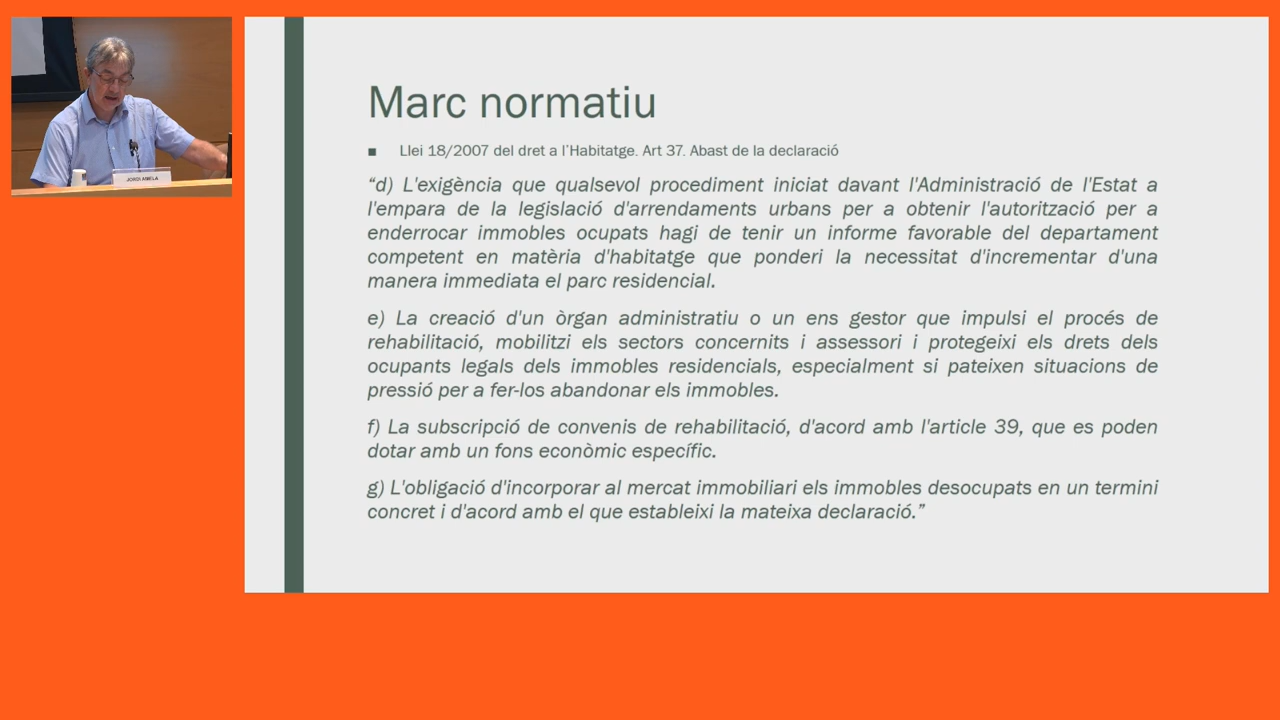 Marc normatiu
▪ Llei 18/2007 del dret a l'Habitatge. Art 37. Abast de la declaració
“d) L'exigència que qualsevol procediment iniciat davant l'Administració de l'Estat a
l'empara de la legislació d'arrendaments urbans per a obtenir l'autorització per a
enderrocar immobles ocupats hagi de tenir un informe favorable del departament
competent en matèria d'habitatge que ponderi la necessitat d'incrementar d'una
manera immediata el parc residencial.
e) La creació d'un òrgan administratiu o un ens gestor que impulsi el procés de
rehabilitació, mobilitzi els sectors concernits i assessori i protegeixi els drets dels
ocupants legals dels immobles residencials, especialment si pateixen situacions de
pressió per a fer-los abandonar els immobles.
f) La subscripció de convenis de rehabilitació, d'acord amb l'article 39, que es poden
dotar amb un fons econòmic específic.
g) L'obligació d'incorporar al mercat immobiliari els immobles desocupats en un termini
concret i d'acord amb el que estableixi la mateixa declaració.”